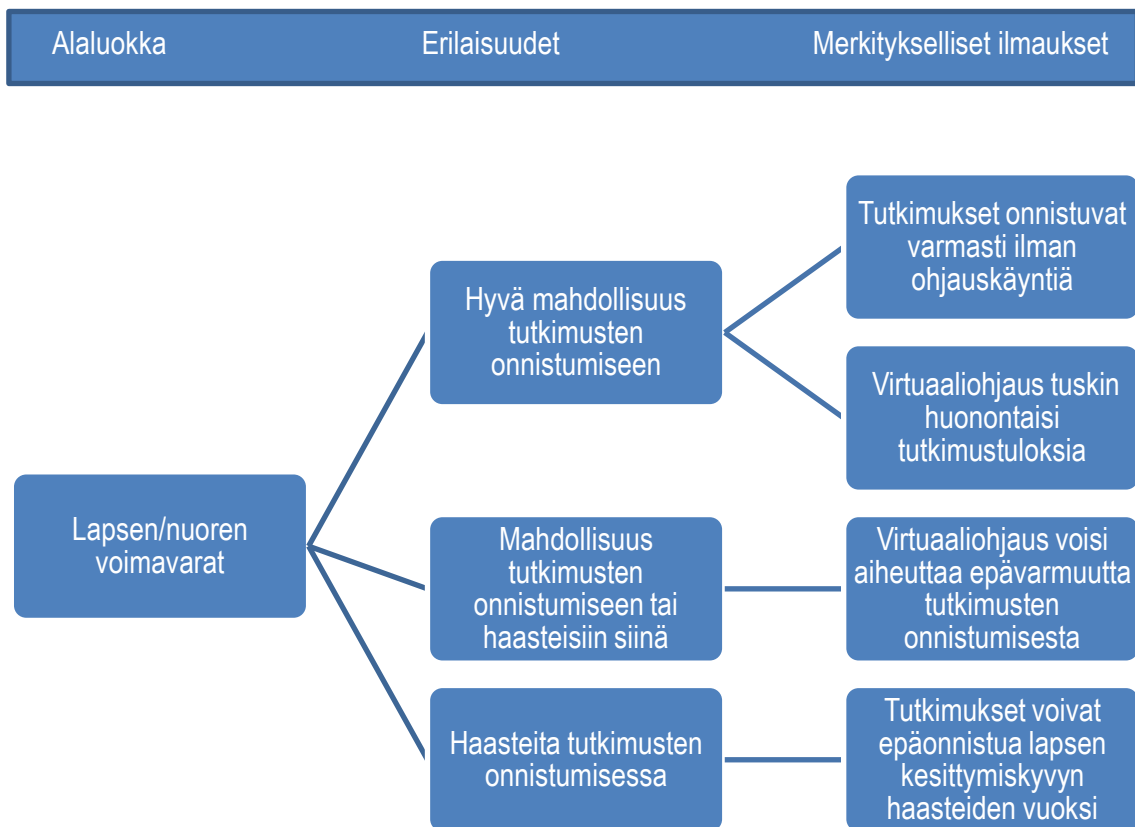 Alaluokka Erilaisuudet Merkitykselliset ilmaukset
Tutkimukset onnistuvat
varmasti ilman
ohjauskäyntiä
Hyvä mahdollisuus
tutkimusten
onnistumiseen
Virtuaaliohjaus tuskin
huonontaisi
tutkimustuloksia
Lapsen/nuoren
voimavarat
Mahdollisuus
tutkimusten
onnistumiseen tai
haasteisiin siinä
Virtuaaliohjaus voisi
aiheuttaa epävarmuutta
tutkimusten
onnistumisesta
Haasteita tutkimusten
onnistumisessa
Tutkimukset voivat
epäonnistua lapsen
kesittymiskyvyn
haasteiden vuoksi